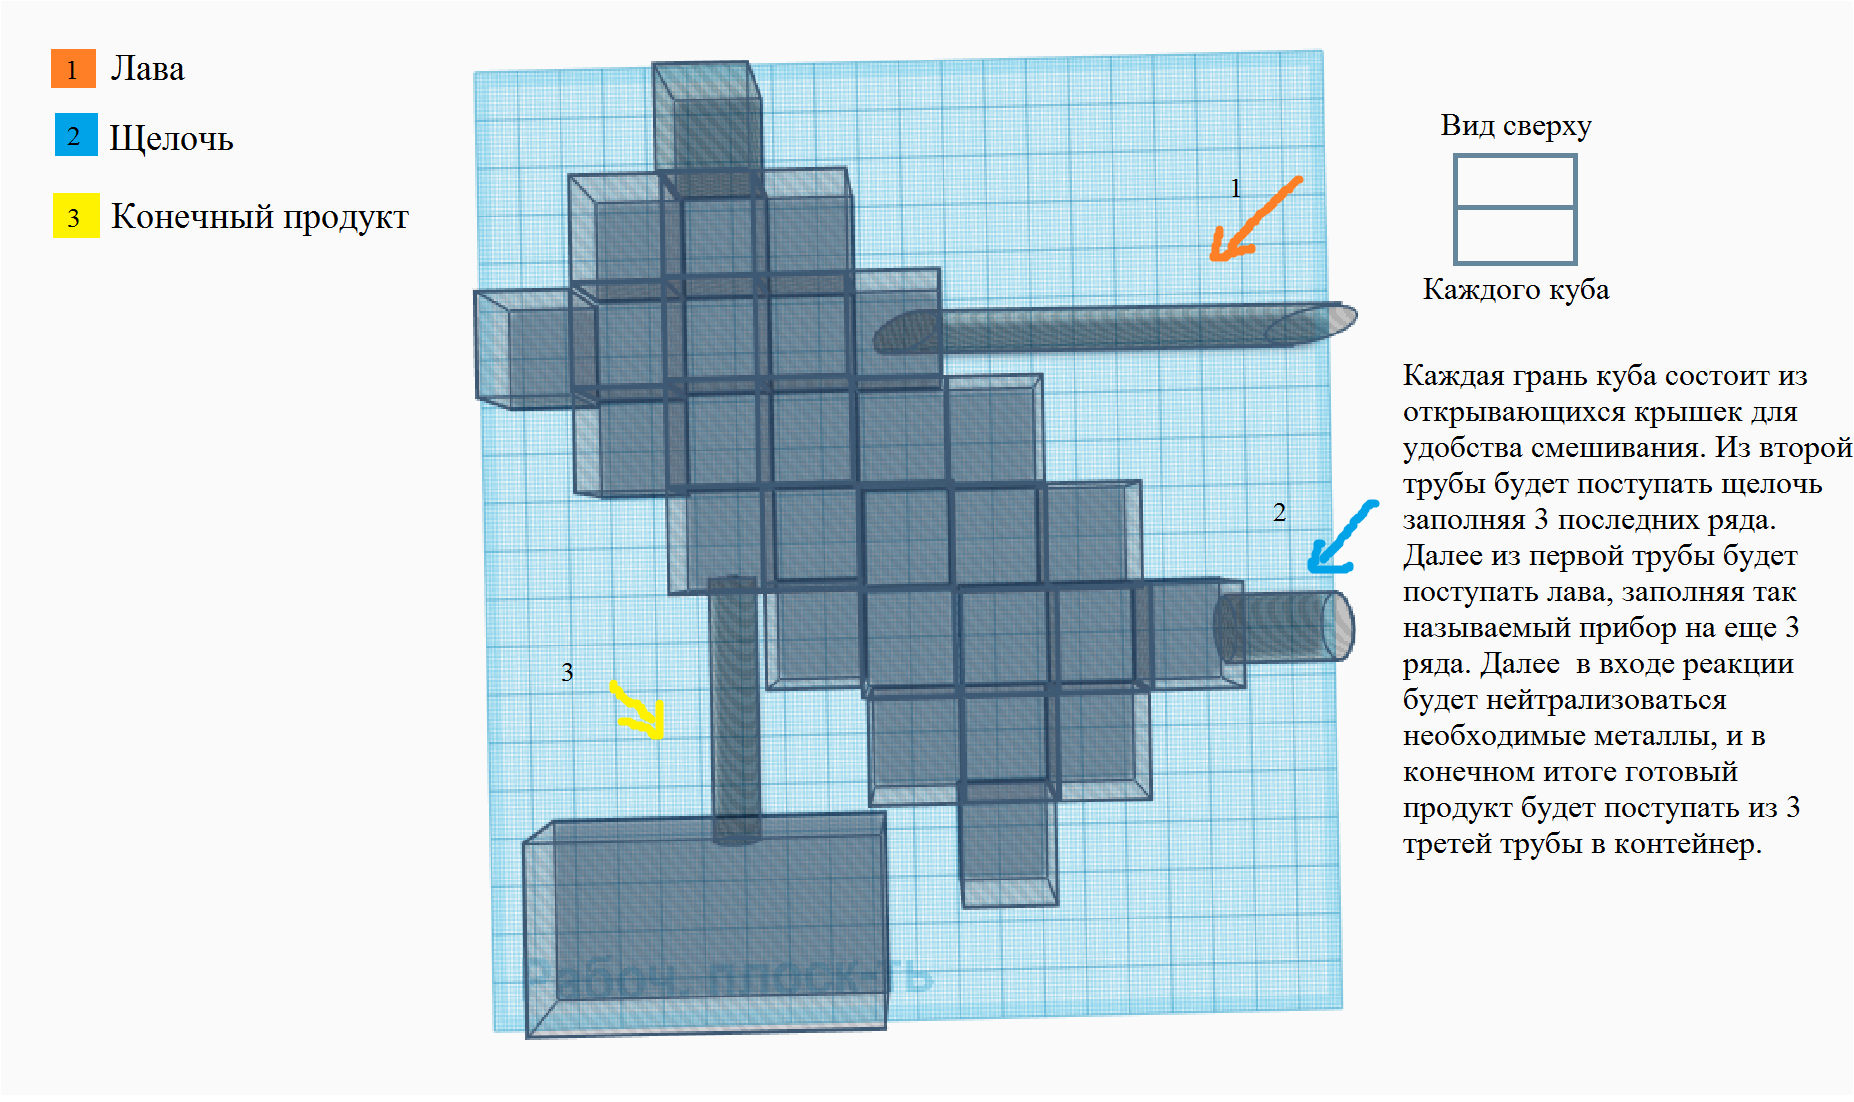 1 Лава
2 Щелочь
3 Конечный продукт
1
2
3
Рабоч. плоск-ть
Вид сверху
Каждого куба
Каждая грань куба состоит из
открывающихся крышек для
удобства смешивания. Из второй
трубы будет поступать щелочь
заполняя 3 последних ряда.
Далее из первой трубы будет
поступать лава, заполняя так
называемый прибор на еще 3
ряда. Далее в входе реакции
будет нейтрализоваться
необходимые металлы, и в
конечном итоге готовый
продукт будет поступать из 3
третей трубы в контейнер.